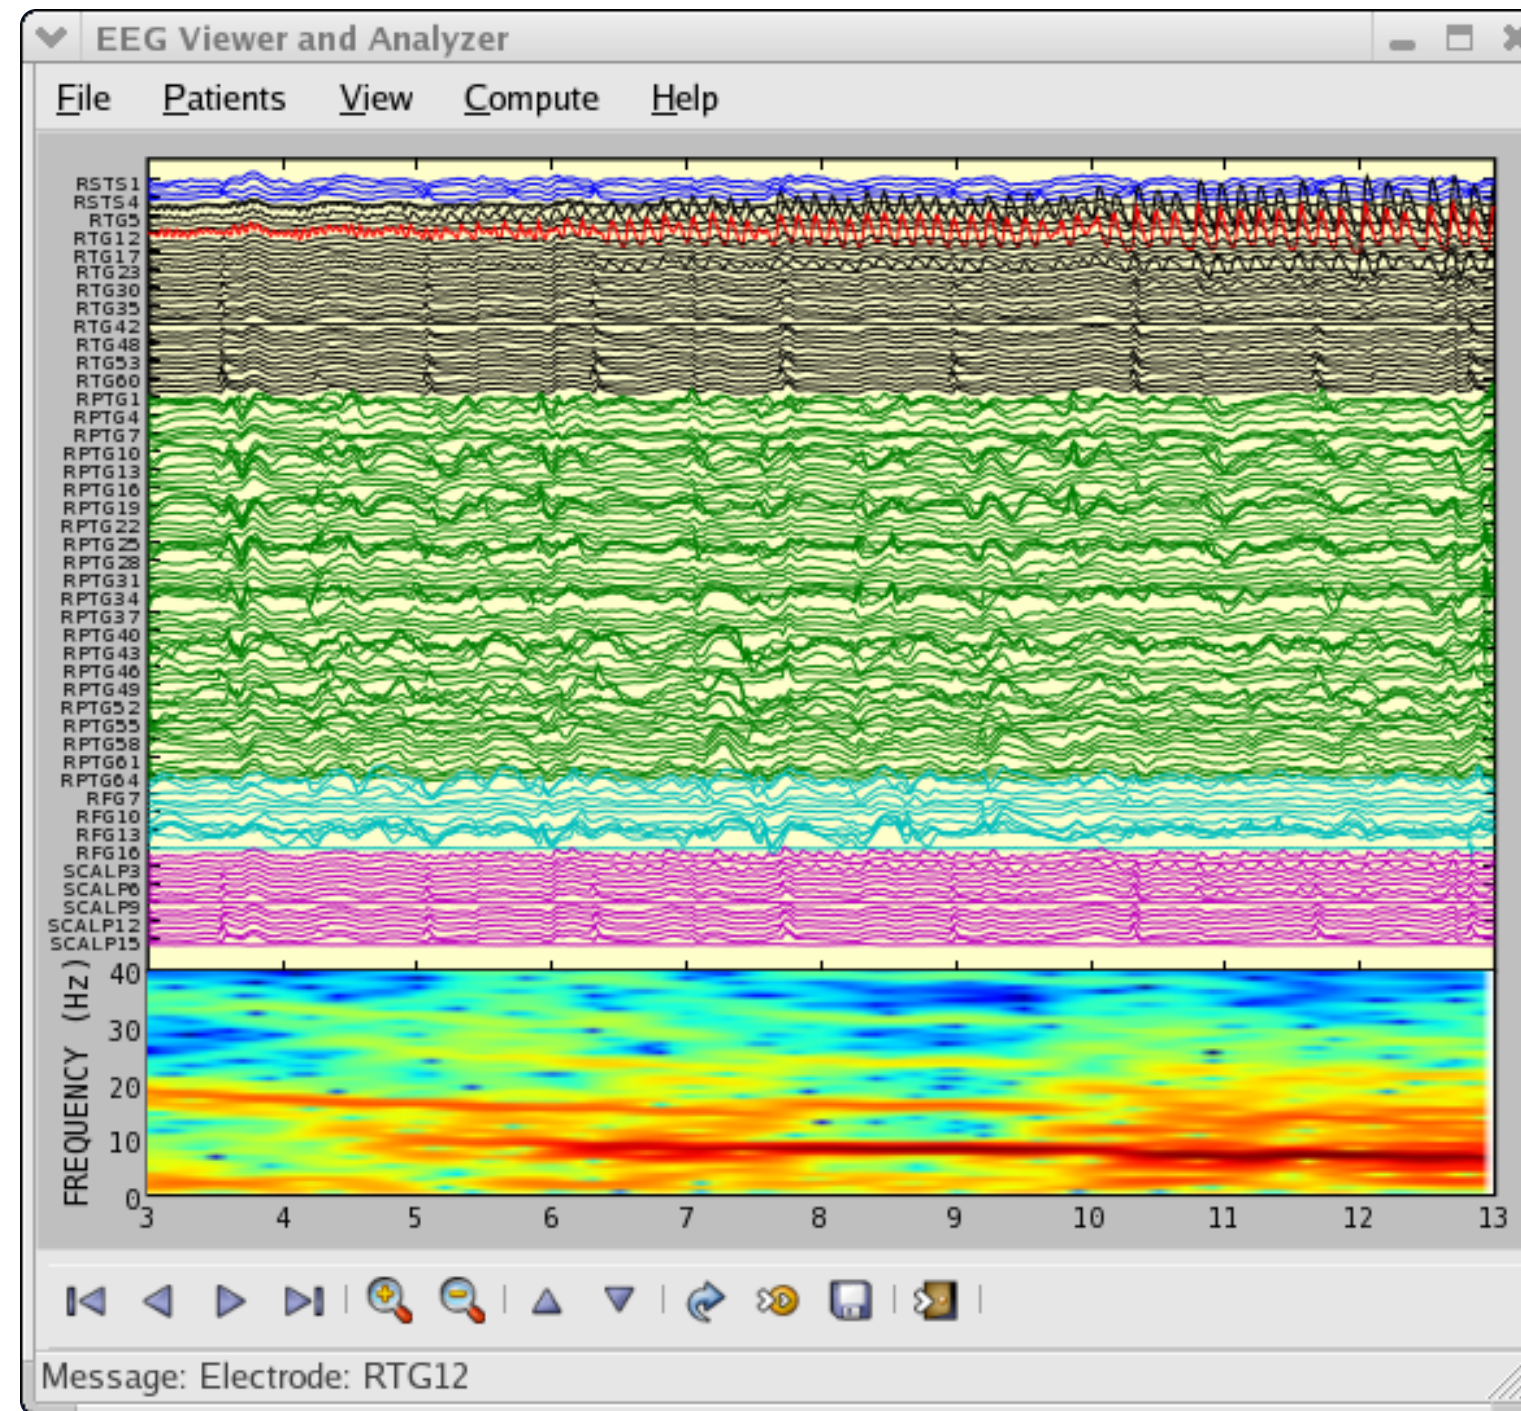 EEG Viewer and Analyzer
File Patients View Compute Help
RSTS1
RSTS4
RTG5
RTG12
RTG17
RTG23
RTG30
RTG35
RTG42
RTG48
RTG53
RTG60
RPTG1
RPTG4
RPTG7
RPTG10
RPTG13
RPTG16
RPTG19
RPTG22
RPTG25
RPTG28
RPTG31
RPTG34
RPTG37
RPTG40
RPTG43
RPTG46
RPTG49
RPTG52
RPTG55
RPTG58
RPTG61
RPTG64
RFG7
RFG10
RFG13
RFG16
SCALP3
SCALP6
SCALP9
SCALP12
SCALP15
FREQUENCY (Hz)
40
30
20
10
0
3 4 5 6 7 8 9 10 11 12 13
Message: Electrode: RTG12